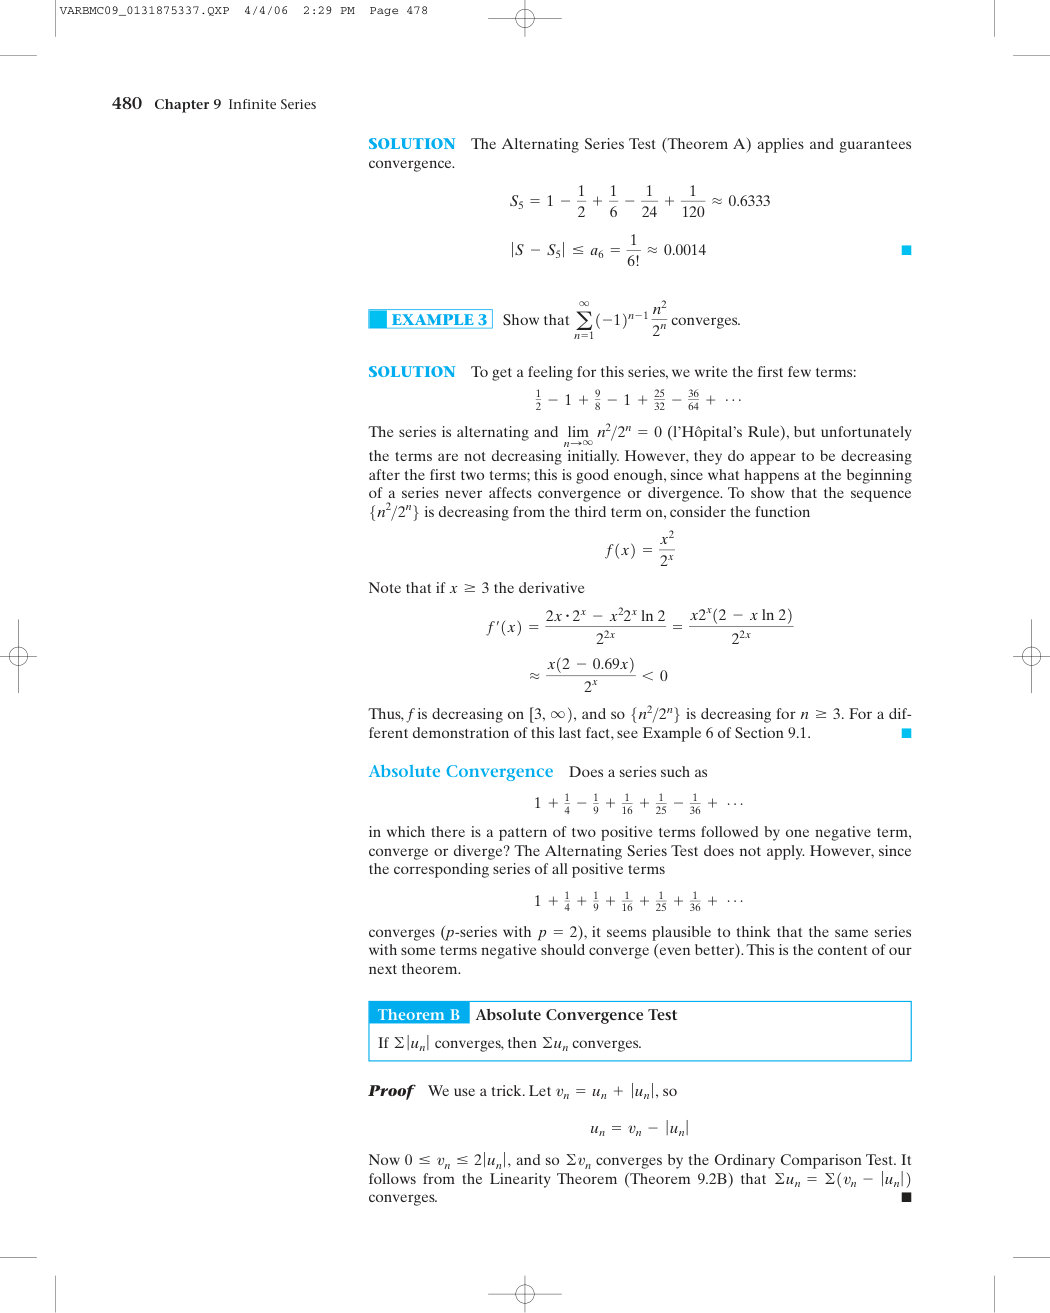 VARBMC09_0131875337.QXP 4/4/06 2:29 PM Page 478
480 Chapter 9 Infinite Series
SOLUTION The Alternating Series Test (Theorem A) applies and guarantees
convergence.
S₅ = 1 − 1/2 + 1/6 − 1/24 + 1/120 ≈ 0.6333
|S − S₅| ≤ a₆ = 1/6! ≈ 0.0014
EXAMPLE 3 Show that ∑_{n=1}^{∞} (−1)^{n−1} n²/2ⁿ converges.
SOLUTION To get a feeling for this series, we write the first few terms:
1/2 − 1 + 9/8 − 1 + 25/32 − 36/64 + ⋯
The series is alternating and lim_{n→∞} n²/2ⁿ = 0 (l’Hôpital’s Rule), but unfortunately
the terms are not decreasing initially. However, they do appear to be decreasing
after the first two terms; this is good enough, since what happens at the beginning
of a series never affects convergence or divergence. To show that the sequence
{n²/2ⁿ} is decreasing from the third term on, consider the function
f(x) = x²/2ˣ
Note that if x ≥ 3 the derivative
f′(x) = (2x · 2ˣ − x²2ˣ ln 2)/2²ˣ = x2ˣ(2 − x ln 2)/2²ˣ
≈ x(2 − 0.69x)/2ˣ < 0
Thus, f is decreasing on [3, ∞), and so {n²/2ⁿ} is decreasing for n ≥ 3. For a dif-
ferent demonstration of this last fact, see Example 6 of Section 9.1.
Absolute Convergence Does a series such as
1 + 1/4 − 1/9 + 1/16 + 1/25 − 1/36 + ⋯
in which there is a pattern of two positive terms followed by one negative term,
converge or diverge? The Alternating Series Test does not apply. However, since
the corresponding series of all positive terms
1 + 1/4 + 1/9 + 1/16 + 1/25 + 1/36 + ⋯
converges (p-series with p = 2), it seems plausible to think that the same series
with some terms negative should converge (even better). This is the content of our
next theorem.
Theorem B Absolute Convergence Test
If Σ|uₙ| converges, then Σuₙ converges.
Proof We use a trick. Let vₙ = uₙ + |uₙ|, so
uₙ = vₙ − |uₙ|
Now 0 ≤ vₙ ≤ 2|uₙ|, and so Σvₙ converges by the Ordinary Comparison Test. It
follows from the Linearity Theorem (Theorem 9.2B) that Σuₙ = Σ(vₙ − |uₙ|)
converges.